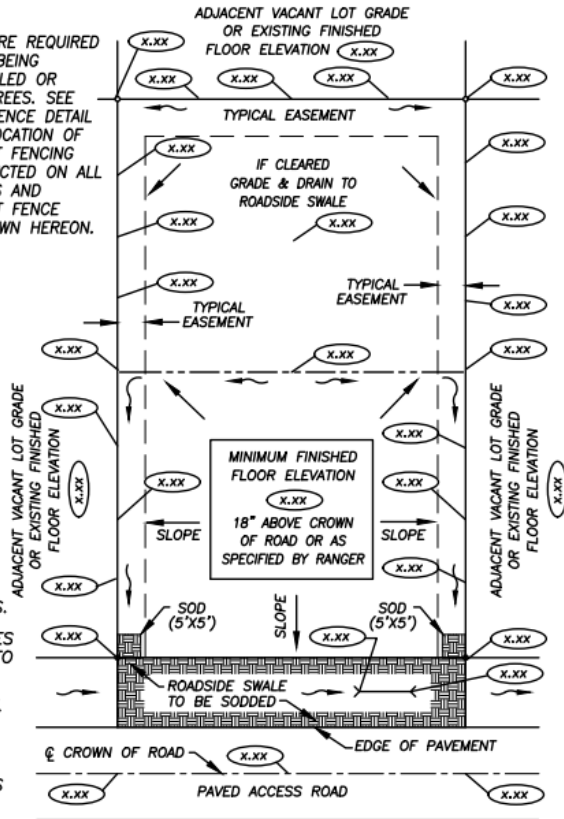 ADJACENT VACANT LOT GRADE
OR EXISTING FINISHED
FLOOR ELEVATION x.xx
RE REQUIRED
BEING
LED OR
REES. SEE
ENCE DETAIL
OCATION OF
T FENCING
CTED ON ALL
S AND
T FENCE
WN HEREON.
x.xx
x.xx
x.xx
x.xx
x.xx
TYPICAL EASEMENT
x.xx
x.xx
IF CLEARED
GRADE & DRAIN TO
ROADSIDE SWALE
x.xx
x.xx
x.xx
x.xx
TYPICAL
EASEMENT
x.xx
TYPICAL
EASEMENT
x.xx
x.xx
x.xx
x.xx
ADJACENT VACANT LOT GRADE
OR EXISTING FINISHED
FLOOR ELEVATION
x.xx
x.xx
x.xx
MINIMUM FINISHED
FLOOR ELEVATION
x.xx
18" ABOVE CROWN
OF ROAD OR AS
SPECIFIED BY RANGER
x.xx
x.xx
ADJACENT VACANT LOT GRADE
OR EXISTING FINISHED
FLOOR ELEVATION
x.xx
SLOPE
SLOPE
x.xx
x.xx
S.
ES
TO
S
SOD
(5'X5')
SLOPE
SOD
(5'X5')
x.xx
x.xx
x.xx
x.xx
ROADSIDE SWALE
TO BE SODDED
EDGE OF PAVEMENT
℄ CROWN OF ROAD
x.xx
x.xx
PAVED ACCESS ROAD
x.xx